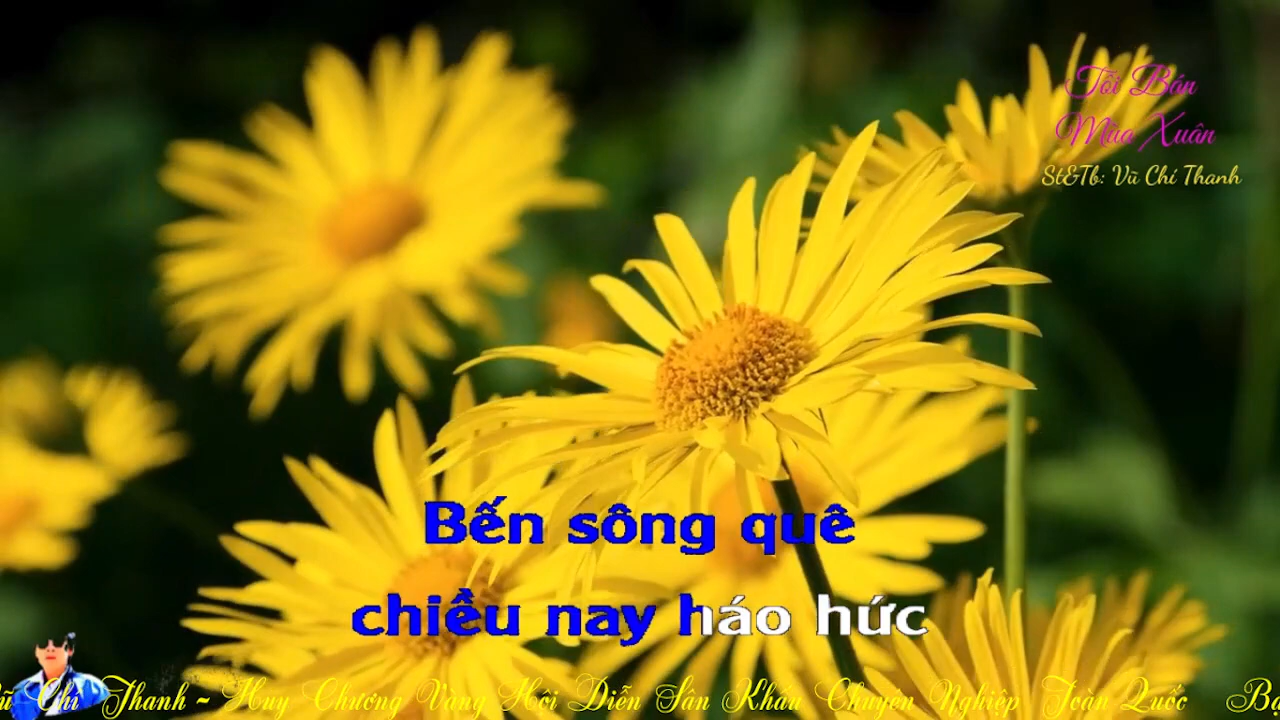 Tôi Bán
Mùa Xuân
St&Tb: Vũ Chí Thanh
Bến sông quê
chiều nay háo hức
Chí Thanh ~ Huy Chương Vàng Hội Diễn Sân Khấu Chuyên Nghiệp Toàn Quốc